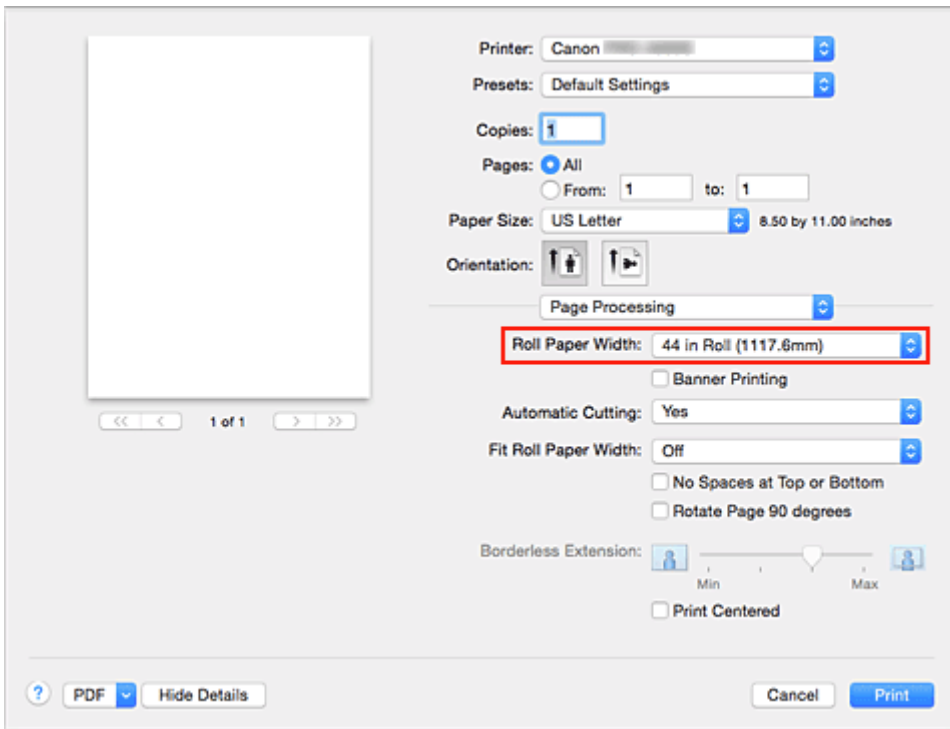 Printer: Canon
Presets: Default Settings
Copies: 1
Pages: All
From: 1 to: 1
Paper Size: US Letter 8.50 by 11.00 inches
Orientation:
Page Processing
Roll Paper Width: 44 in Roll (1117.6mm)
Banner Printing
1 of 1
Automatic Cutting: Yes
Fit Roll Paper Width: Off
No Spaces at Top or Bottom
Rotate Page 90 degrees
Borderless Extension:
Min Max
Print Centered
? PDF Hide Details Cancel Print